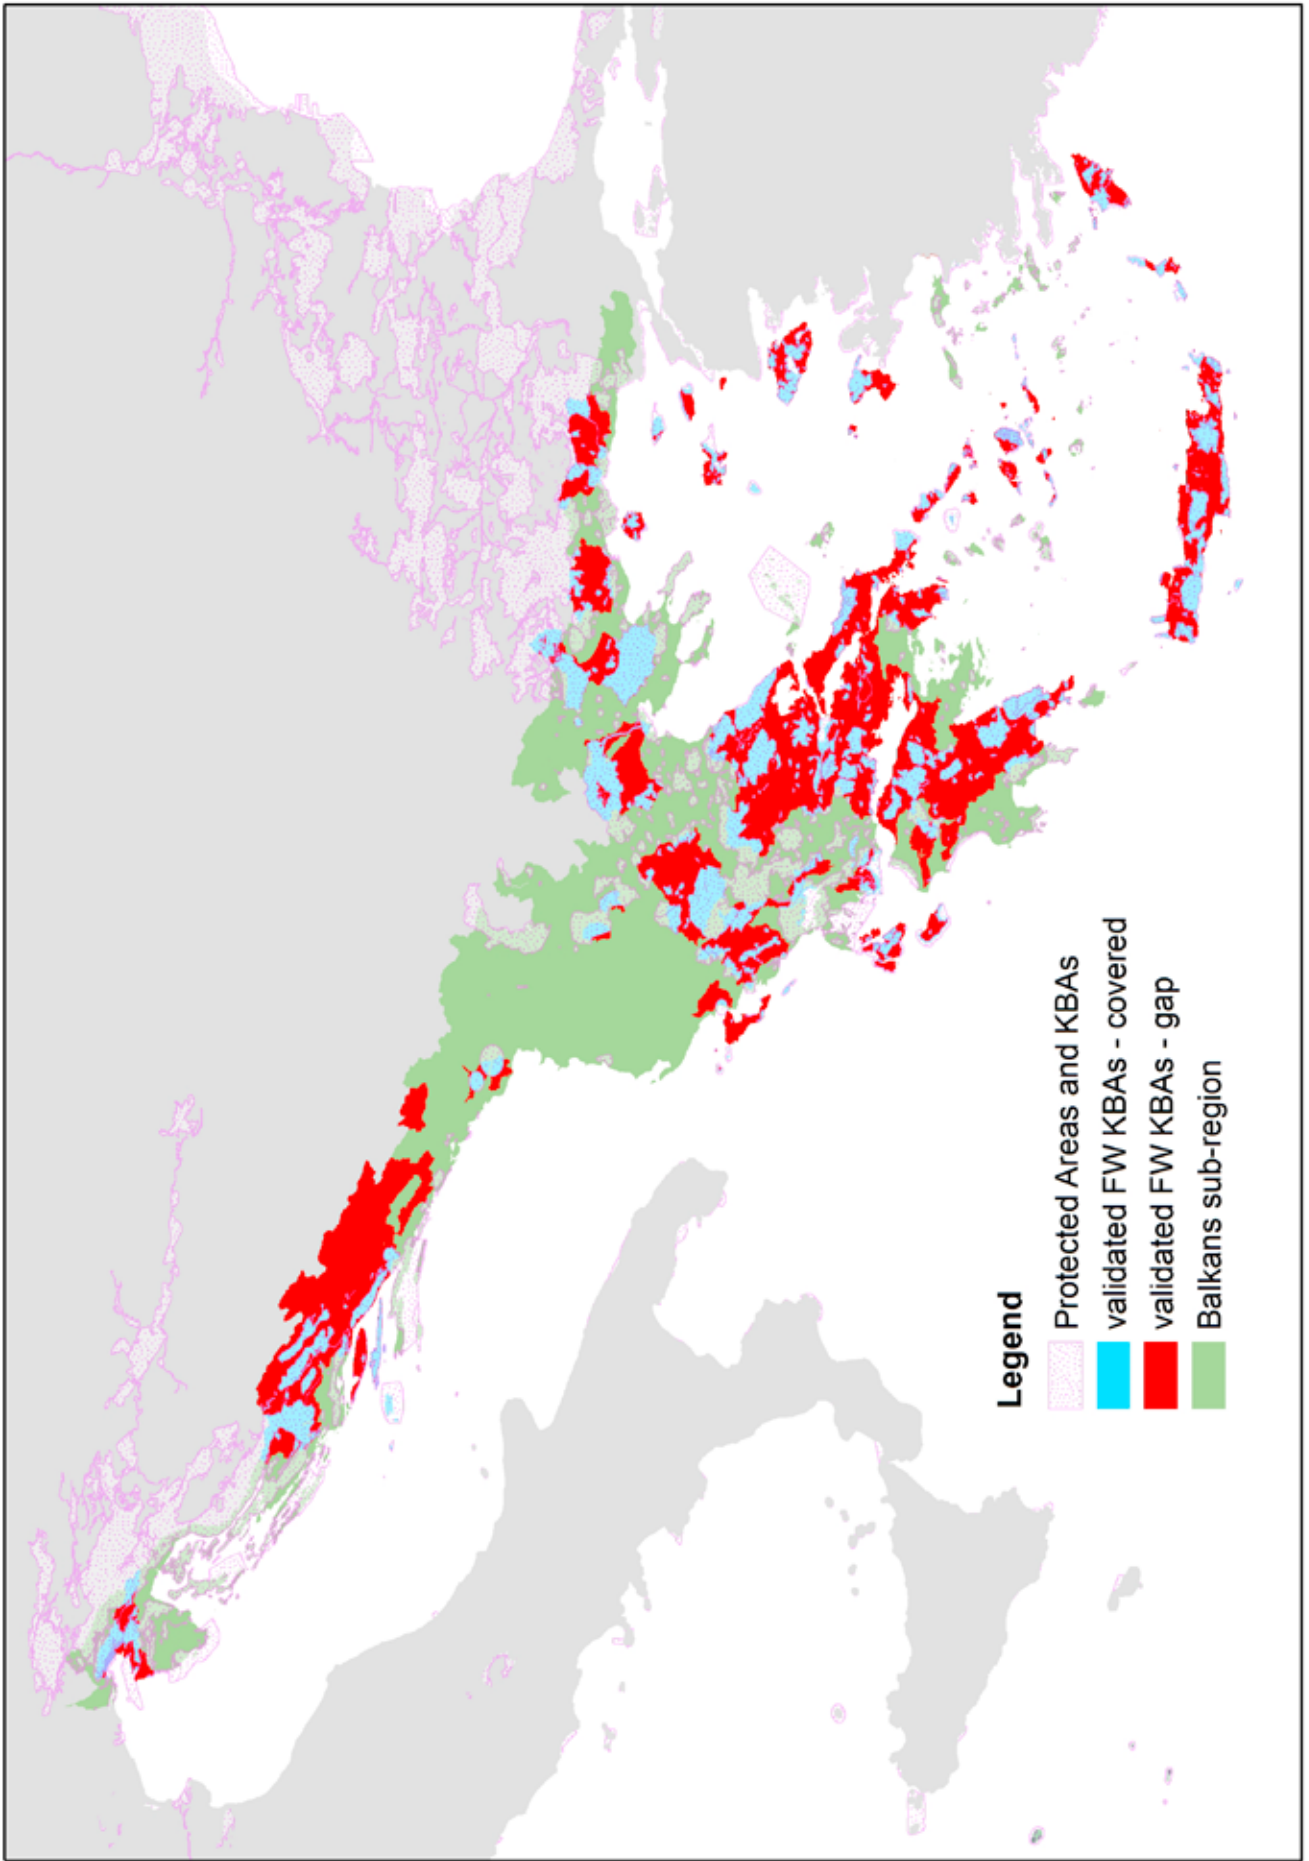 Legend
Protected Areas and KBAs
validated FW KBAs - covered
validated FW KBAs - gap
Balkans sub-region